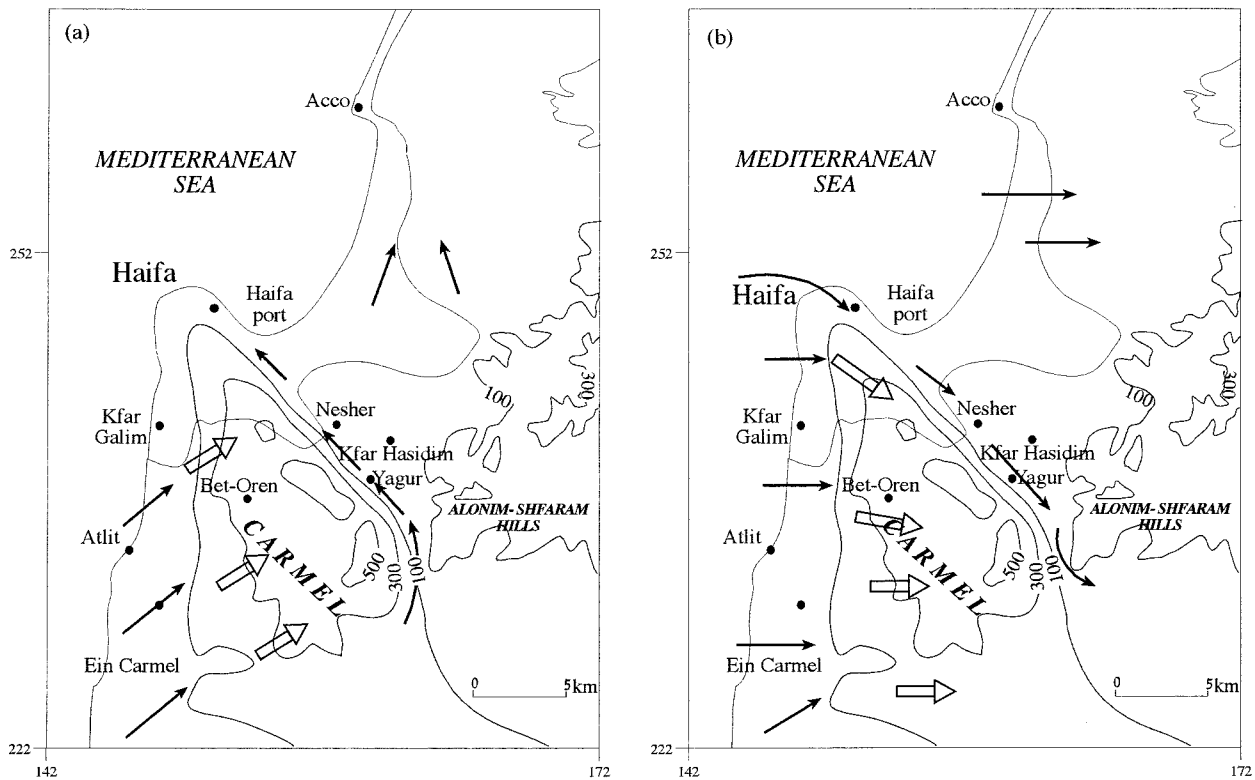 (a)
Acco
MEDITERRANEAN
SEA
252
Haifa
Haifa
port
100
300
Kfar
Galim
Nesher
Kfar Hasidim
Yagur
Bet-Oren
ALONIM-SHFARAM
HILLS
CARMEL
Atlit
500
300
100
Ein Carmel
0 5km
222
142
172
(b)
Acco
MEDITERRANEAN
SEA
252
Haifa
Haifa
port
100
300
Kfar
Galim
Nesher
Kfar Hasidim
Yagur
Bet-Oren
ALONIM-SHFARAM
HILLS
CARMEL
Atlit
500
300
100
Ein Carmel
0 5km
222
142
172